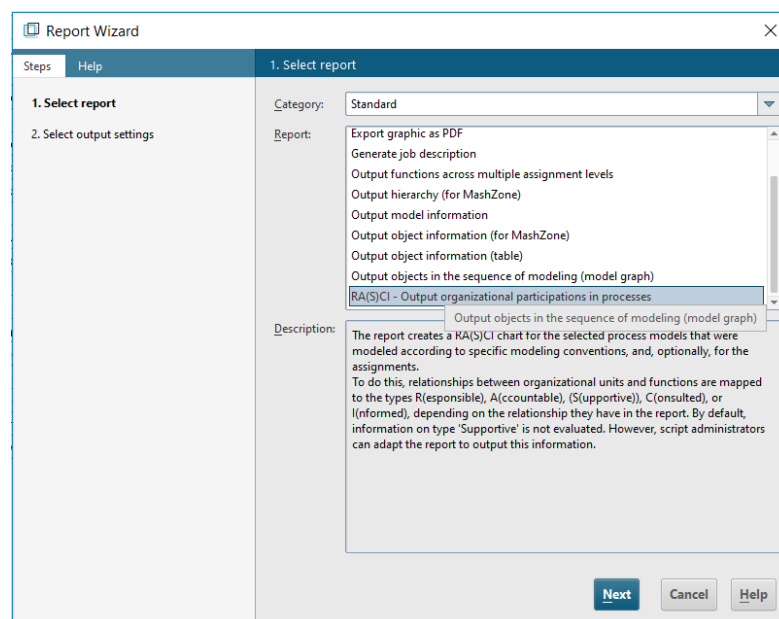 Report Wizard
Steps
Help
1. Select report
2. Select output settings
1. Select report
Category:
Standard
Report:
Export graphic as PDF
Generate job description
Output functions across multiple assignment levels
Output hierarchy (for MashZone)
Output model information
Output object information (for MashZone)
Output object information (table)
Output objects in the sequence of modeling (model graph)
RA(S)CI - Output organizational participations in processes
Output objects in the sequence of modeling (model graph)
Description:
The report creates a RA(S)CI chart for the selected process models that were
modeled according to specific modeling conventions, and, optionally, for the
assignments.
To do this, relationships between organizational units and functions are mapped
to the types R(esponsible), A(ccountable), (S(upportive)), C(onsulted), or
I(nformed), depending on the relationship they have in the report. By default,
information on type 'Supportive' is not evaluated. However, script administrators
can adapt the report to output this information.
Next
Cancel
Help